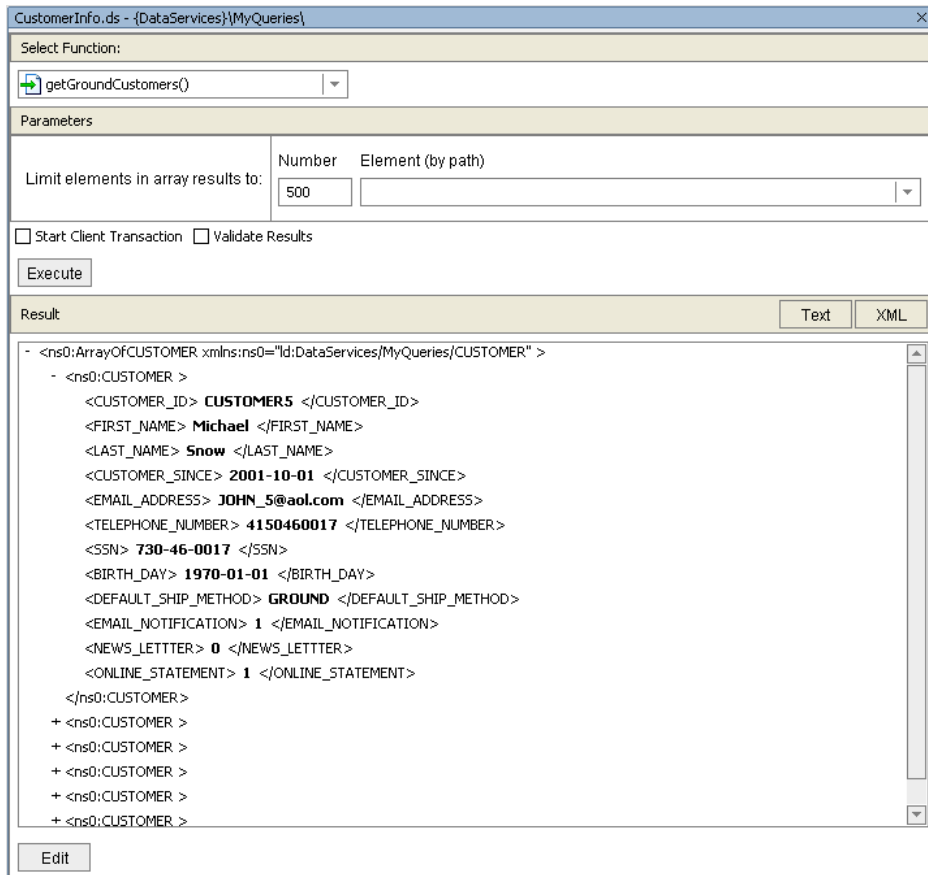 CustomerInfo.ds - {DataServices}\MyQueries\
Select Function:
getGroundCustomers()
Parameters
Limit elements in array results to:
Number Element (by path)
500
Start Client Transaction Validate Results
Execute
Result Text XML
- <ns0:ArrayOfCUSTOMER xmlns:ns0="ld:DataServices/MyQueries/CUSTOMER" >
- <ns0:CUSTOMER >
<CUSTOMER_ID> CUSTOMER5 </CUSTOMER_ID>
<FIRST_NAME> Michael </FIRST_NAME>
<LAST_NAME> Snow </LAST_NAME>
<CUSTOMER_SINCE> 2001-10-01 </CUSTOMER_SINCE>
<EMAIL_ADDRESS> JOHN_5@aol.com </EMAIL_ADDRESS>
<TELEPHONE_NUMBER> 4150460017 </TELEPHONE_NUMBER>
<SSN> 730-46-0017 </SSN>
<BIRTH_DAY> 1970-01-01 </BIRTH_DAY>
<DEFAULT_SHIP_METHOD> GROUND </DEFAULT_SHIP_METHOD>
<EMAIL_NOTIFICATION> 1 </EMAIL_NOTIFICATION>
<NEWS_LETTTER> 0 </NEWS_LETTTER>
<ONLINE_STATEMENT> 1 </ONLINE_STATEMENT>
</ns0:CUSTOMER>
+ <ns0:CUSTOMER >
+ <ns0:CUSTOMER >
+ <ns0:CUSTOMER >
+ <ns0:CUSTOMER >
+ <ns0:CUSTOMER >
Edit